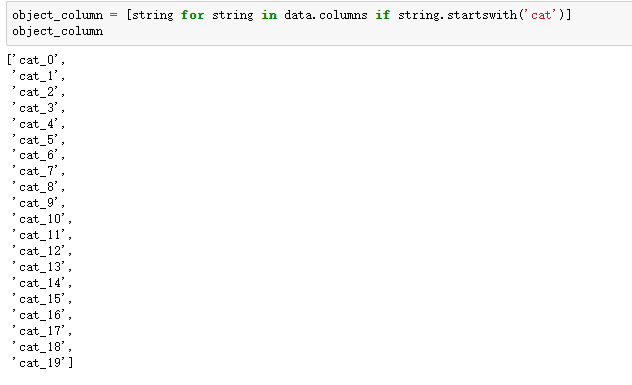 object_column = [string for string in data.columns if string.startswith('cat')]
object_column
['cat_0',
'cat_1',
'cat_2',
'cat_3',
'cat_4',
'cat_5',
'cat_6',
'cat_7',
'cat_8',
'cat_9',
'cat_10',
'cat_11',
'cat_12',
'cat_13',
'cat_14',
'cat_15',
'cat_16',
'cat_17',
'cat_18',
'cat_19']